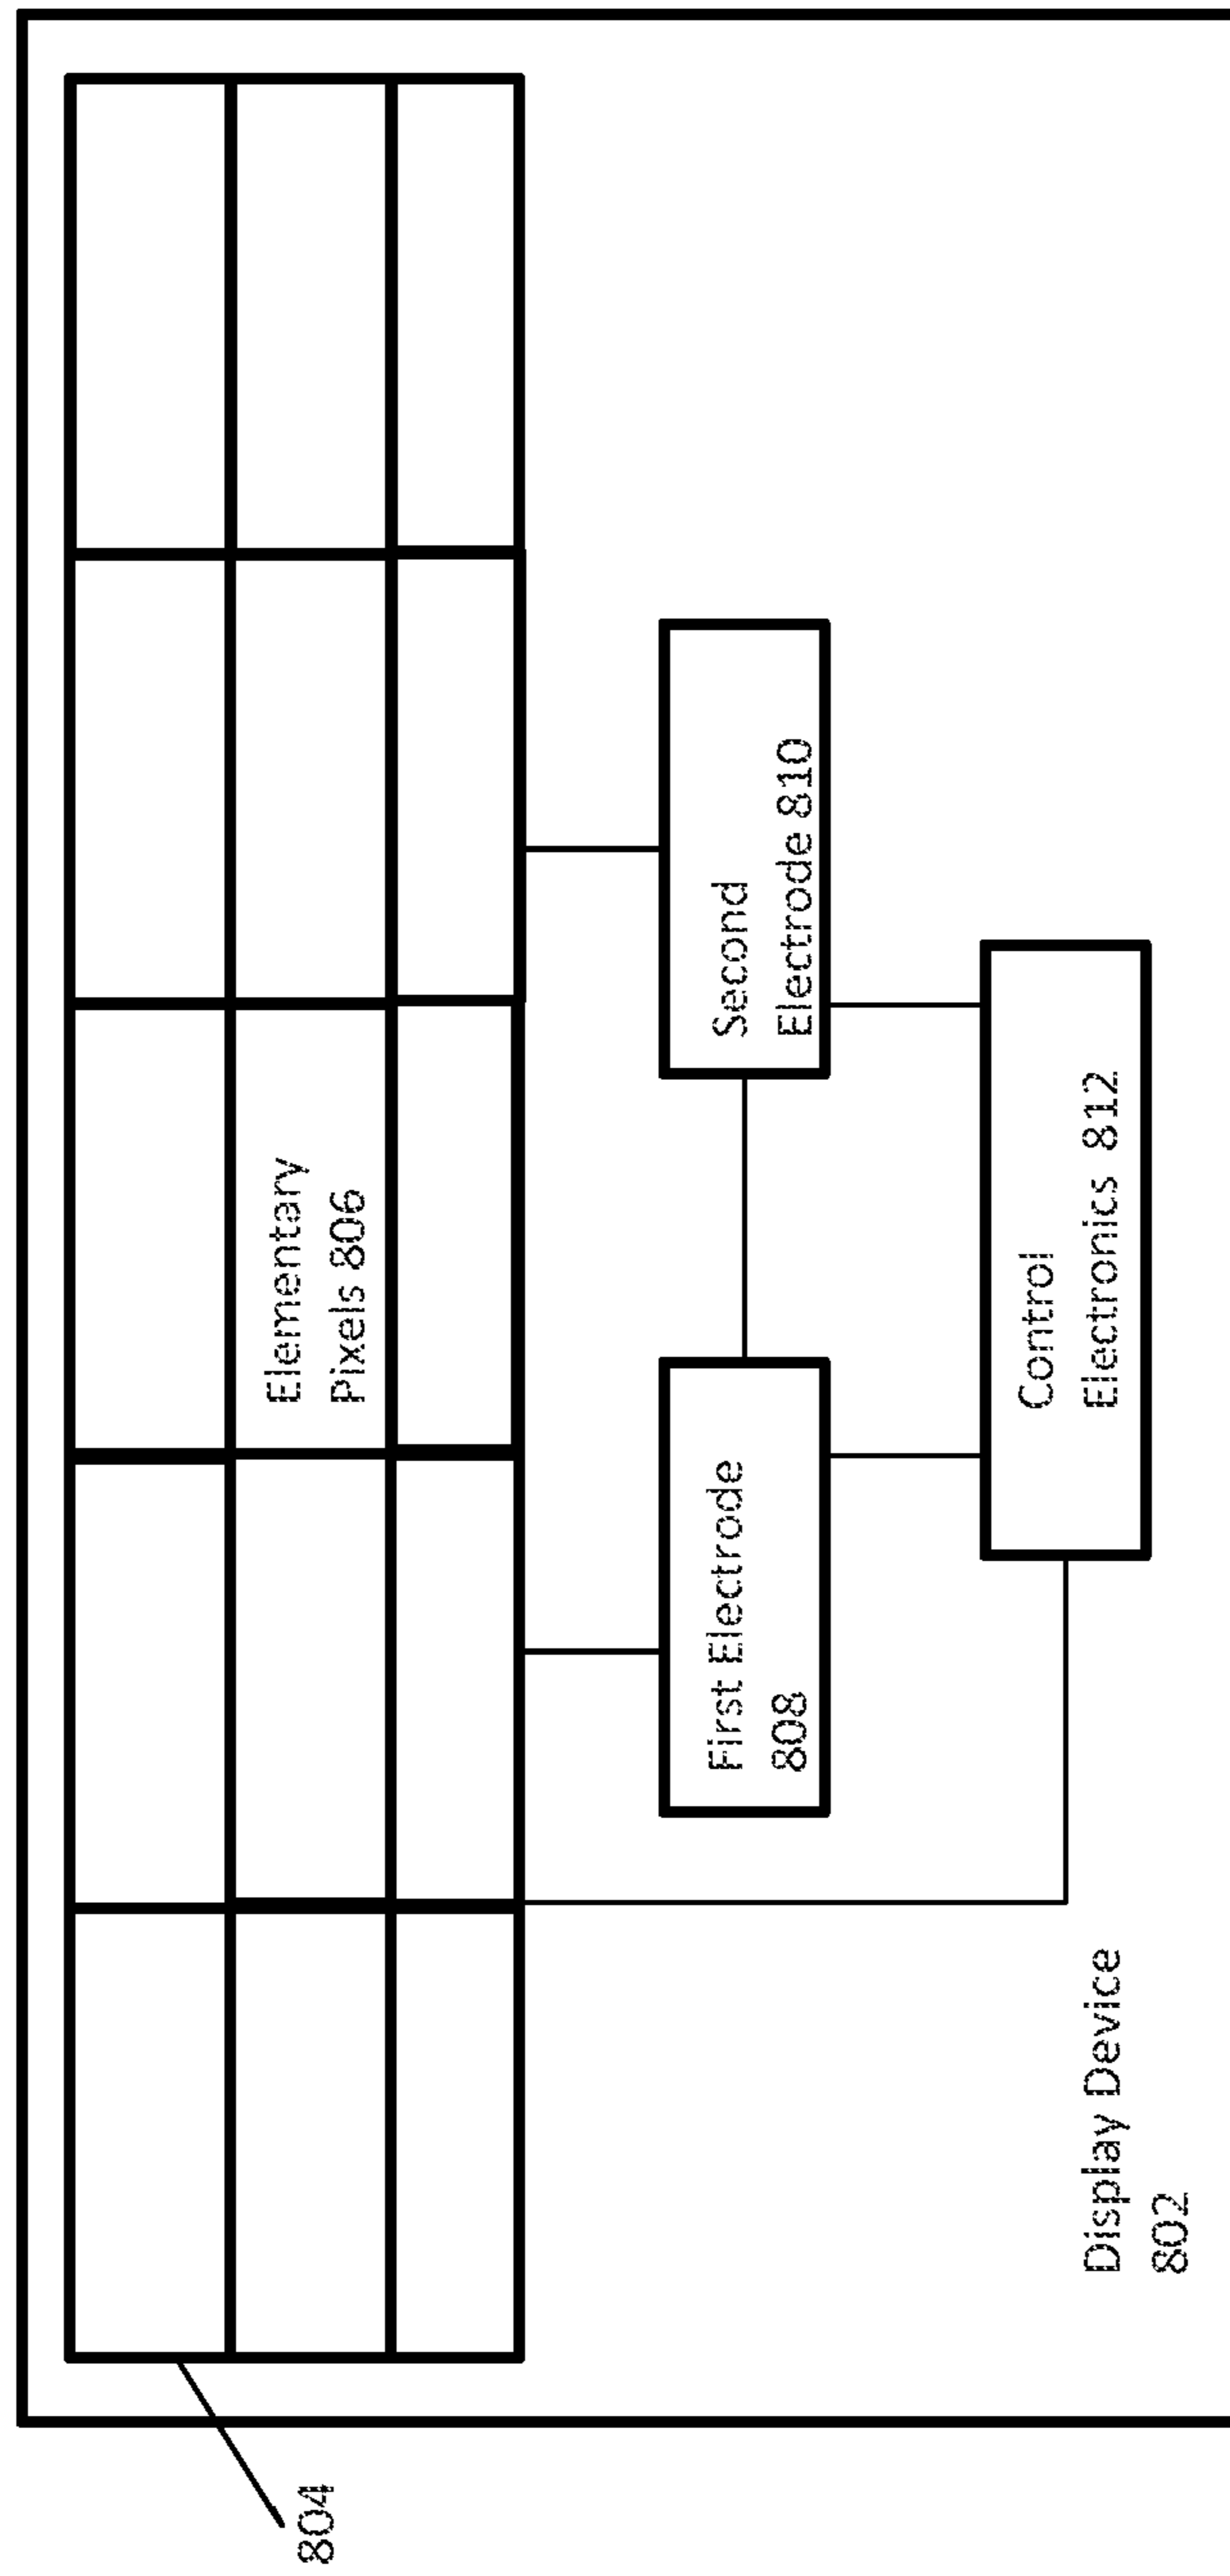 804
Elementary
Pixels 806
First Electrode
808
Second
Electrode 810
Control
Electronics 812
Display Device
802